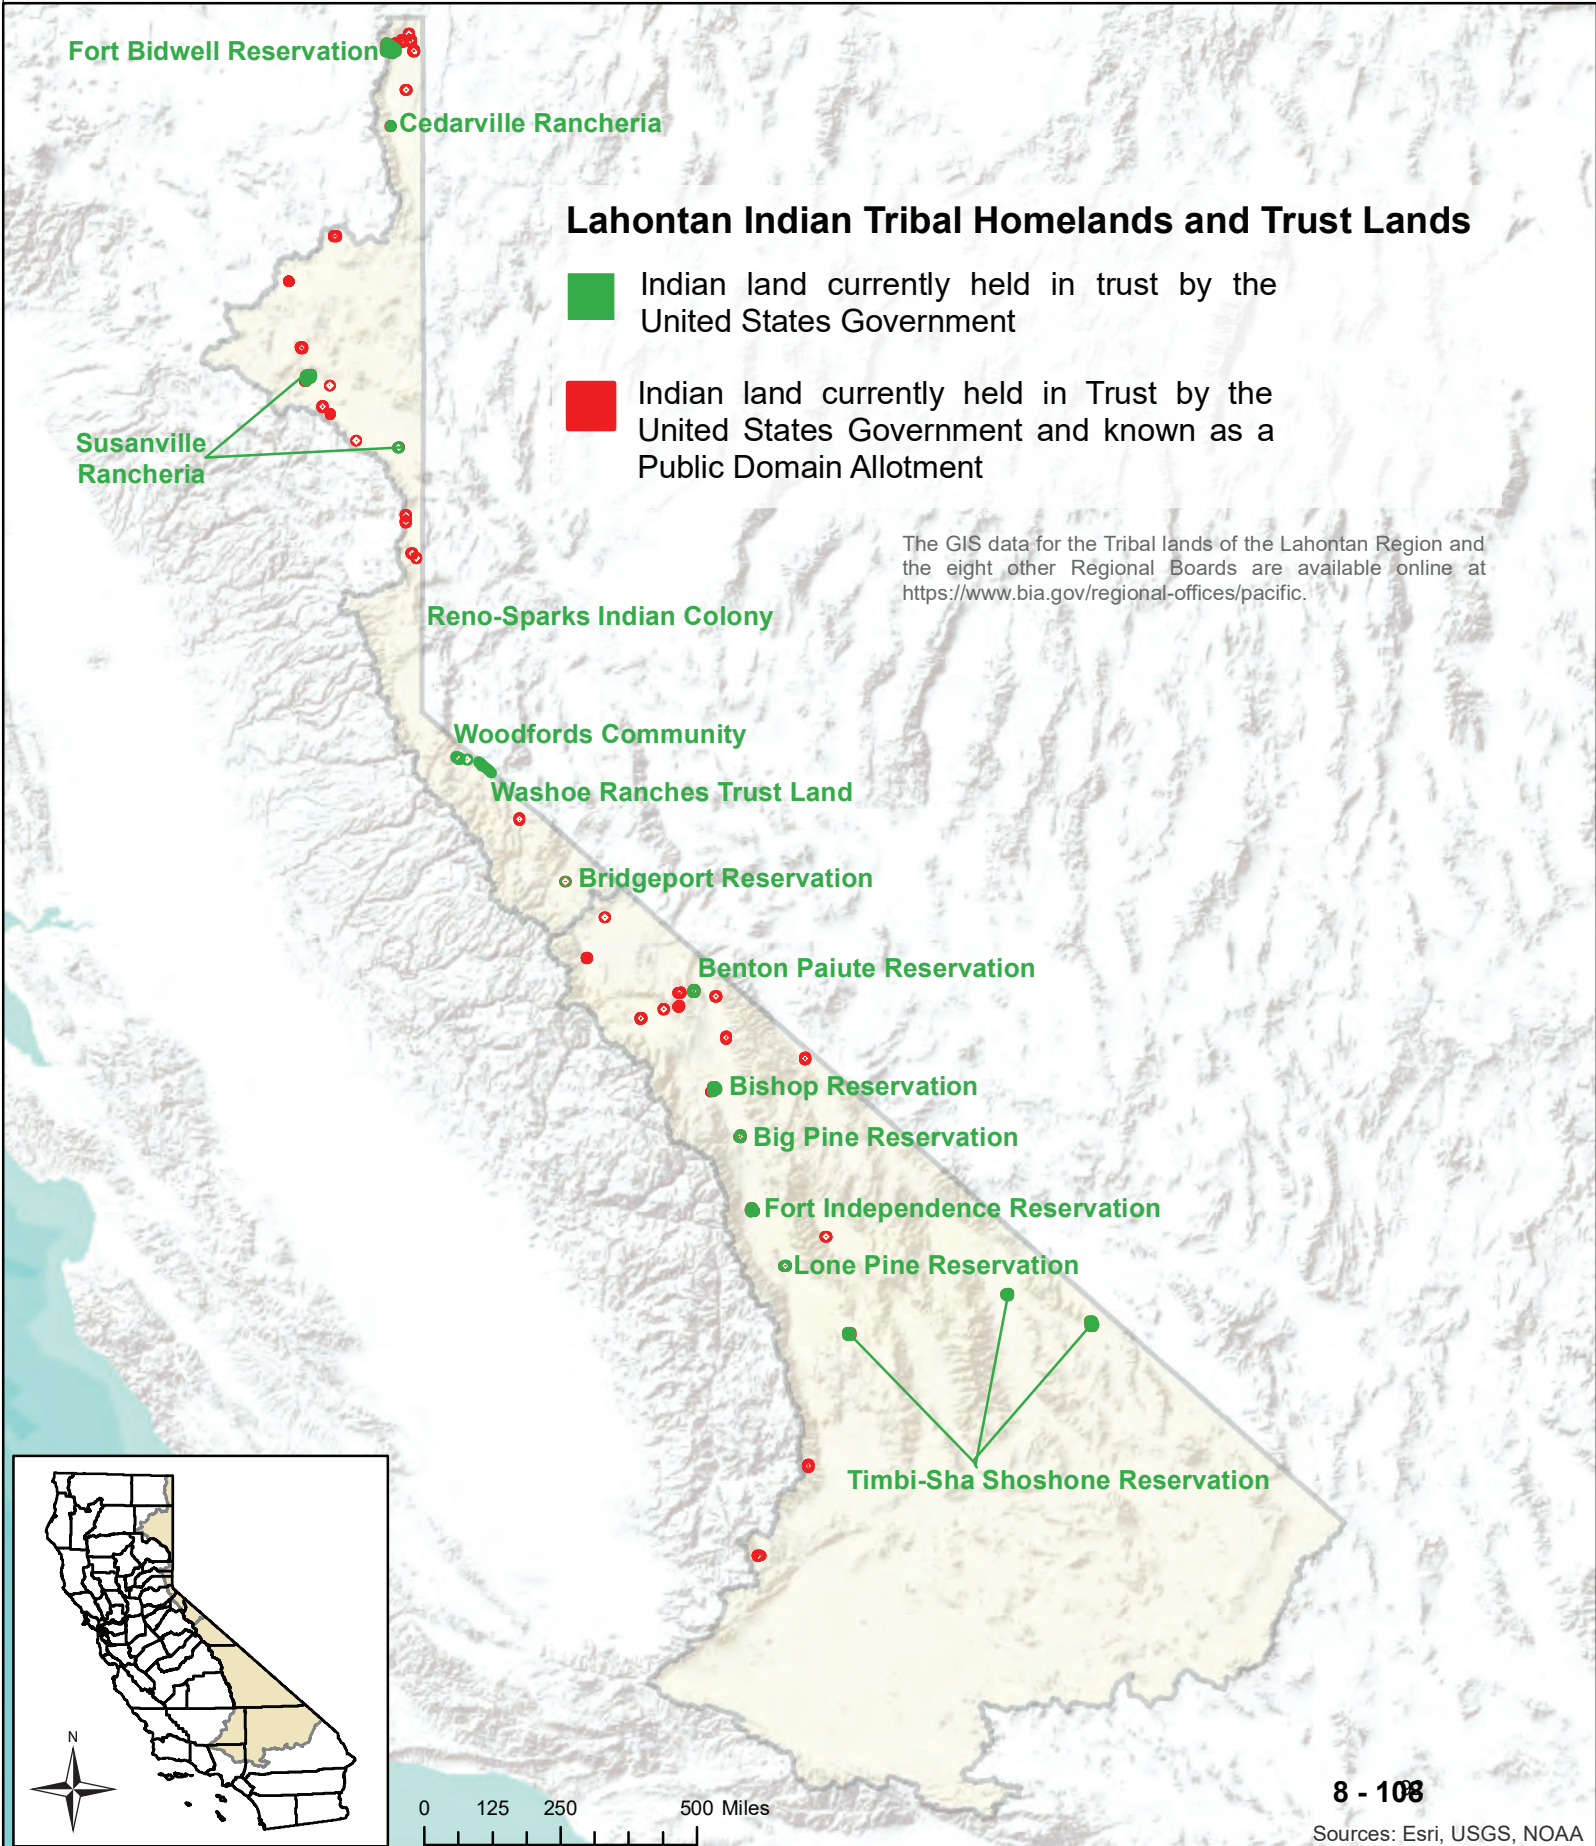 Fort Bidwell Reservation
Cedarville Rancheria
Lahontan Indian Tribal Homelands and Trust Lands
Indian land currently held in trust by the
United States Government
Indian land currently held in Trust by the
United States Government and known as a
Public Domain Allotment
Susanville
Rancheria
The GIS data for the Tribal lands of the Lahontan Region and
the eight other Regional Boards are available online at
https://www.bia.gov/regional-offices/pacific.
Reno-Sparks Indian Colony
Woodfords Community
Washoe Ranches Trust Land
Bridgeport Reservation
Benton Paiute Reservation
Bishop Reservation
Big Pine Reservation
Fort Independence Reservation
Lone Pine Reservation
Timbi-Sha Shoshone Reservation
N
0 125 250 500 Miles
8 - 108
Sources: Esri, USGS, NOAA